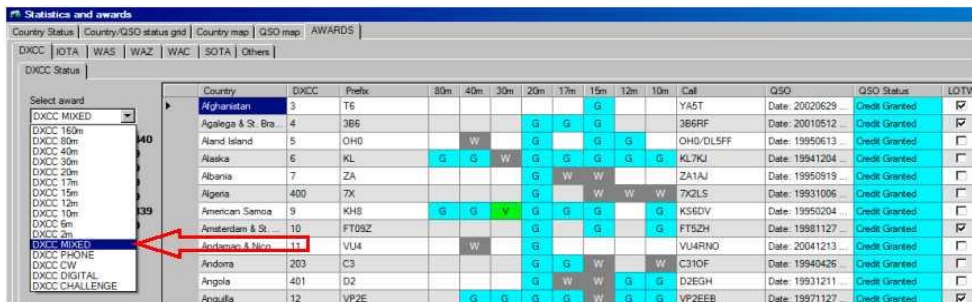 Statistics and awards
Country Status Country/QSO status grid Country map QSO map AWARDS
DXCC IOTA WAS WAZ WAC SOTA Others
DXCC Status
Select award
DXCC MIXED
DXCC 160m
DXCC 80m
DXCC 40m
DXCC 30m
DXCC 20m
DXCC 17m
DXCC 15m
DXCC 12m
DXCC 10m
DXCC 6m
DXCC 2m
DXCC MIXED
DXCC PHONE
DXCC CW
DXCC DIGITAL
DXCC CHALLENGE
340
339
Country DXCC Prefix 80m 40m 30m 20m 17m 15m 12m 10m Call QSO QSO Status LOTW
Afghanistan 3 T6 G YA5T Date: 20020629 ... Credit Granted
Agalega & St. Bra... 4 3B6 G G G 3B6RF Date: 20010512 ... Credit Granted
Aland Island 5 OH0 W G G G OH0/DL5FF Date: 19950613 ... Credit Granted
Alaska 6 KL G G W G G G G G KL7KJ Date: 19941204 ... Credit Granted
Albania 7 ZA G W W ZA1AJ Date: 19950919 ... Credit Granted
Algeria 400 7X G W W W 7X2LS Date: 19931006 ... Credit Granted
American Samoa 9 KH8 G G V G G G G KS6DV Date: 19950204 ... Credit Granted
Amsterdam & St. ... 10 FT09Z G G G FT5ZH Date: 19981127 ... Credit Granted
Andaman & Nico... 11 VU4 W G VU4RNO Date: 20041213 ... Credit Granted
Andorra 203 C3 G G W W C31OF Date: 19940426 ... Credit Granted
Angola 401 D2 G W W G G D2EGH Date: 19931211 ... Credit Granted
Anguilla 12 VP2E G G G W G G VP2EEB Date: 19971127 ... Credit Granted